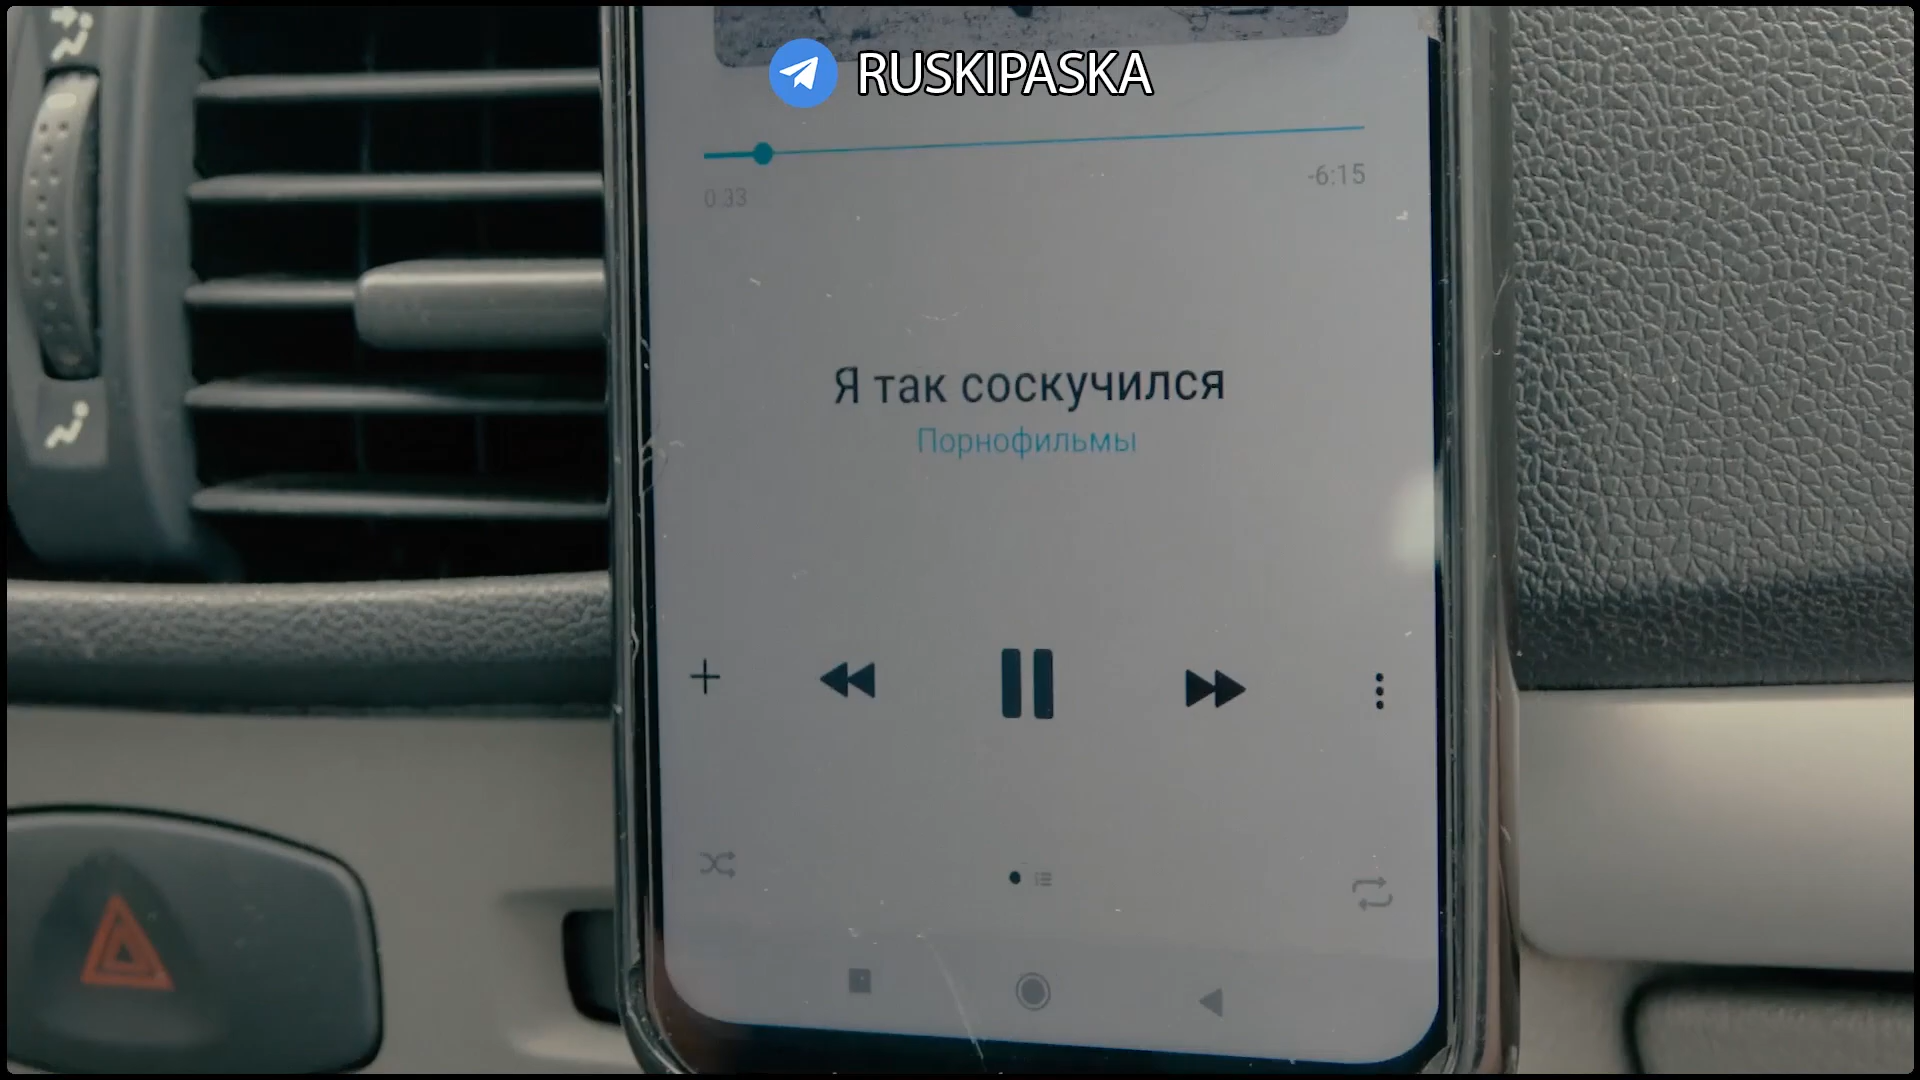 RUSKIPASKA
0:33
-6:15
Я так соскучился
Порнофильмы